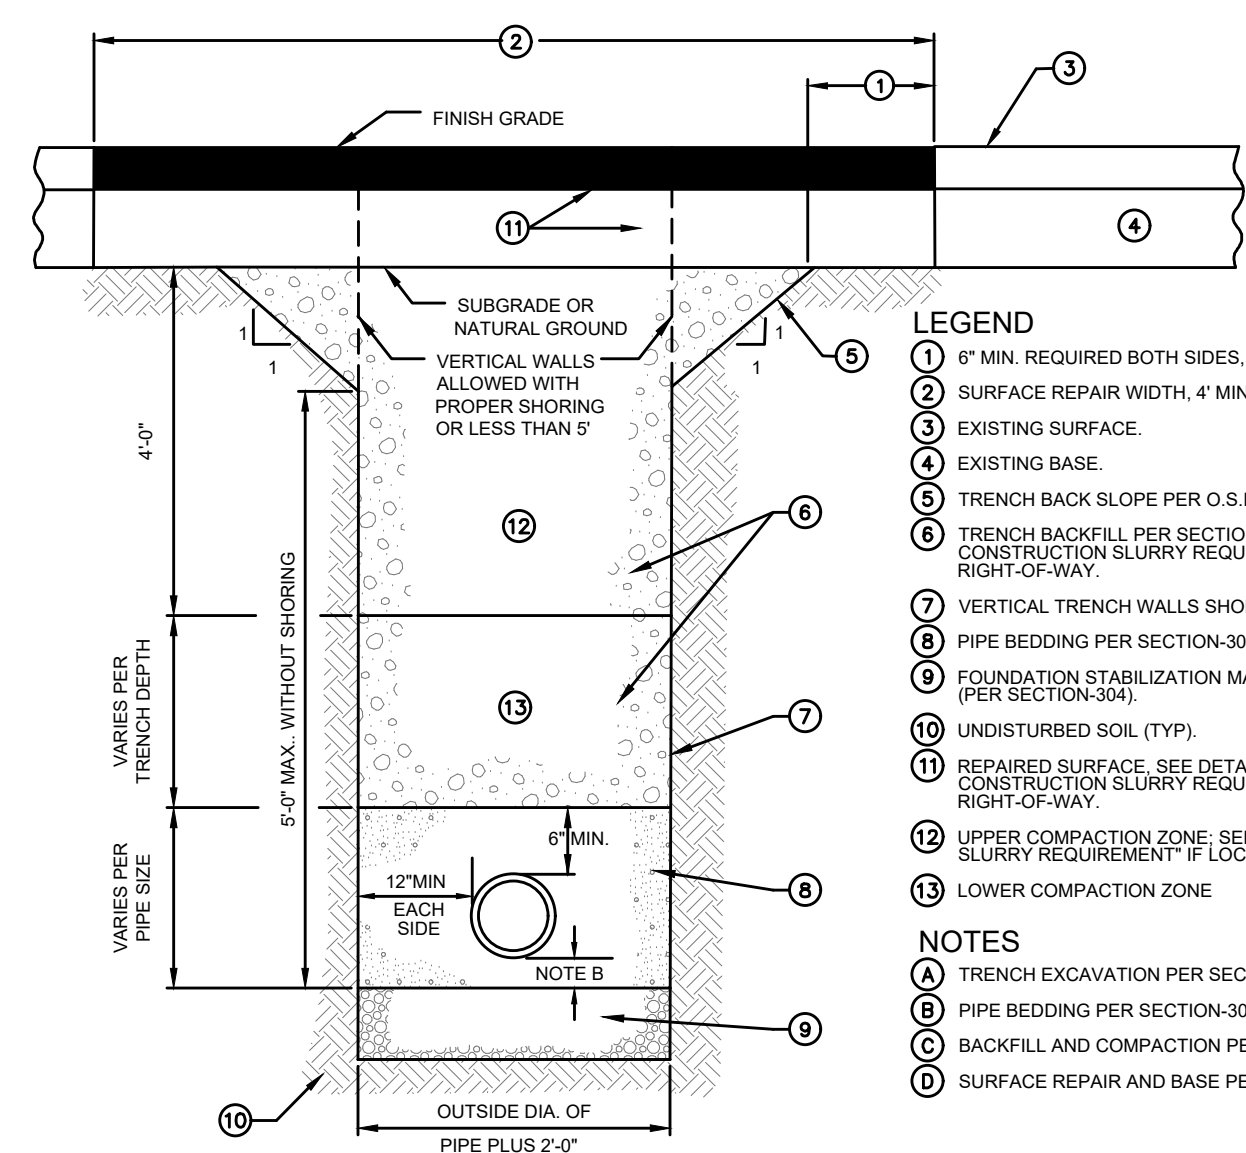 2
3
1
FINISH GRADE
11
4
SUBGRADE OR
NATURAL GROUND
1
1
VERTICAL WALLS
ALLOWED WITH
PROPER SHORING
OR LESS THAN 5'
1
1
5
4'-0"
12
6
5'-0" MAX.. WITHOUT SHORING
VARIES PER
TRENCH DEPTH
13
7
VARIES PER
PIPE SIZE
6" MIN.
12"MIN
EACH
SIDE
8
NOTE B
9
10
OUTSIDE DIA. OF
PIPE PLUS 2'-0"
LEGEND
1 6" MIN. REQUIRED BOTH SIDES,
2 SURFACE REPAIR WIDTH, 4' MIN
3 EXISTING SURFACE.
4 EXISTING BASE.
5 TRENCH BACK SLOPE PER O.S.
6 TRENCH BACKFILL PER SECTIO
CONSTRUCTION SLURRY REQU
RIGHT-OF-WAY.
7 VERTICAL TRENCH WALLS SHO
8 PIPE BEDDING PER SECTION-30
9 FOUNDATION STABILIZATION MA
(PER SECTION-304).
10 UNDISTURBED SOIL (TYP).
11 REPAIRED SURFACE, SEE DETA
CONSTRUCTION SLURRY REQU
RIGHT-OF-WAY.
12 UPPER COMPACTION ZONE; SE
SLURRY REQUIREMENT" IF LOC
13 LOWER COMPACTION ZONE
NOTES
A TRENCH EXCAVATION PER SEC
B PIPE BEDDING PER SECTION-30
C BACKFILL AND COMPACTION PE
D SURFACE REPAIR AND BASE PE